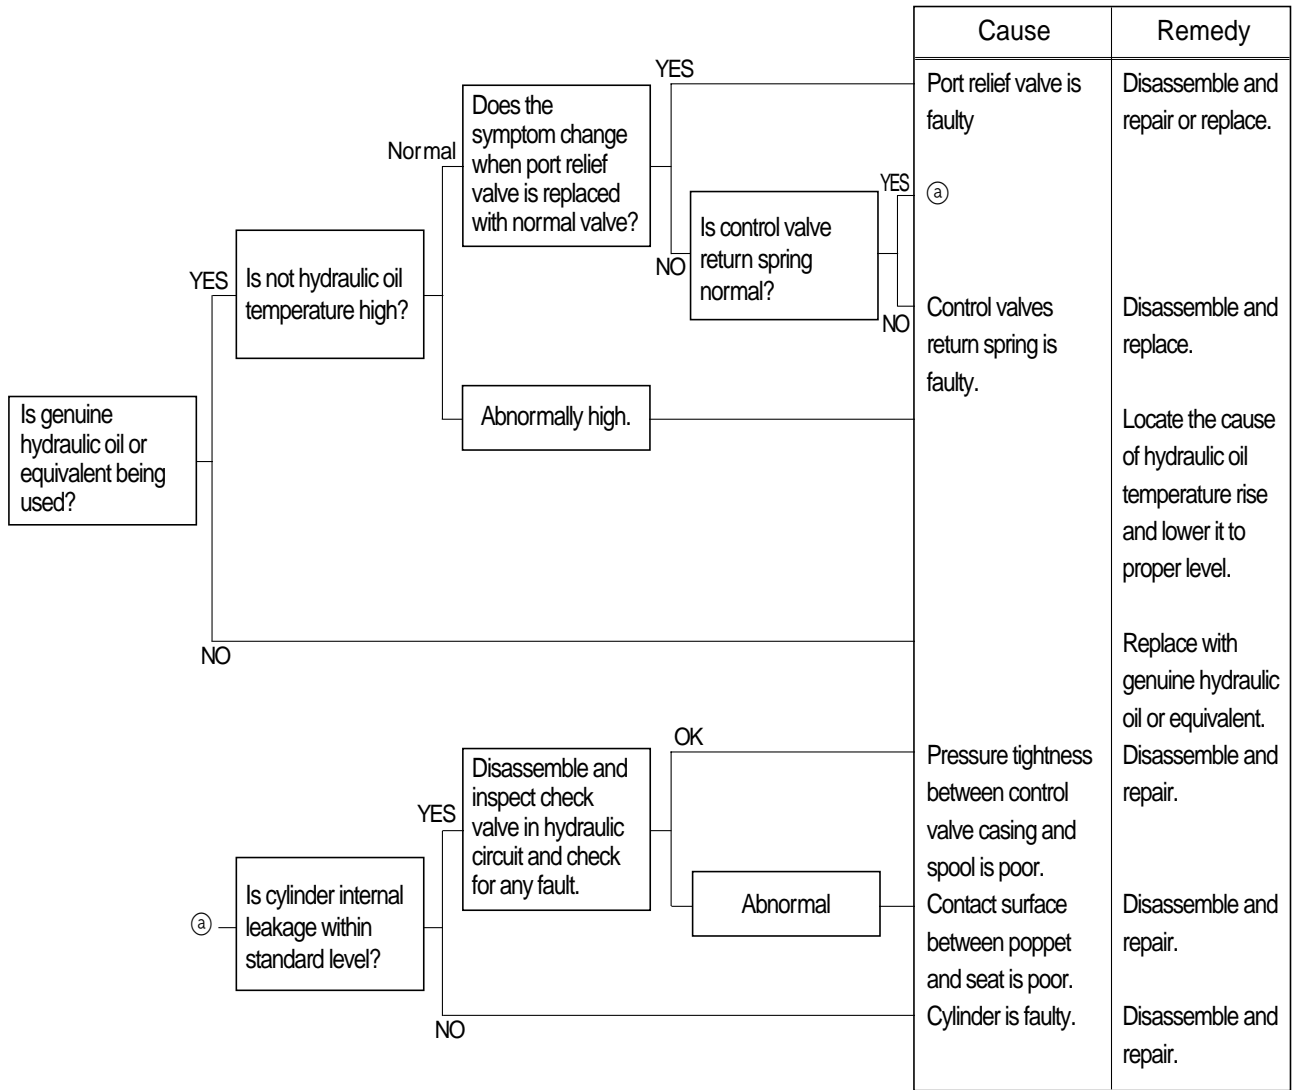 Cause
Remedy
YES
Port relief valve is
faulty
Disassemble and
repair or replace.
Does the
symptom change
when port relief
valve is replaced
with normal valve?
Normal
YES
ⓐ
Is control valve
return spring
normal?
NO
YES
Is not hydraulic oil
temperature high?
NO
Control valves
return spring is
faulty.
Disassemble and
replace.
Abnormally high.
Is genuine
hydraulic oil or
equivalent being
used?
Locate the cause
of hydraulic oil
temperature rise
and lower it to
proper level.
NO
Replace with
genuine hydraulic
oil or equivalent.
OK
Pressure tightness
between control
valve casing and
spool is poor.
Disassemble and
repair.
Disassemble and
inspect check
valve in hydraulic
circuit and check
for any fault.
YES
ⓐ
Is cylinder internal
leakage within
standard level?
Abnormal
Contact surface
between poppet
and seat is poor.
Disassemble and
repair.
NO
Cylinder is faulty.
Disassemble and
repair.